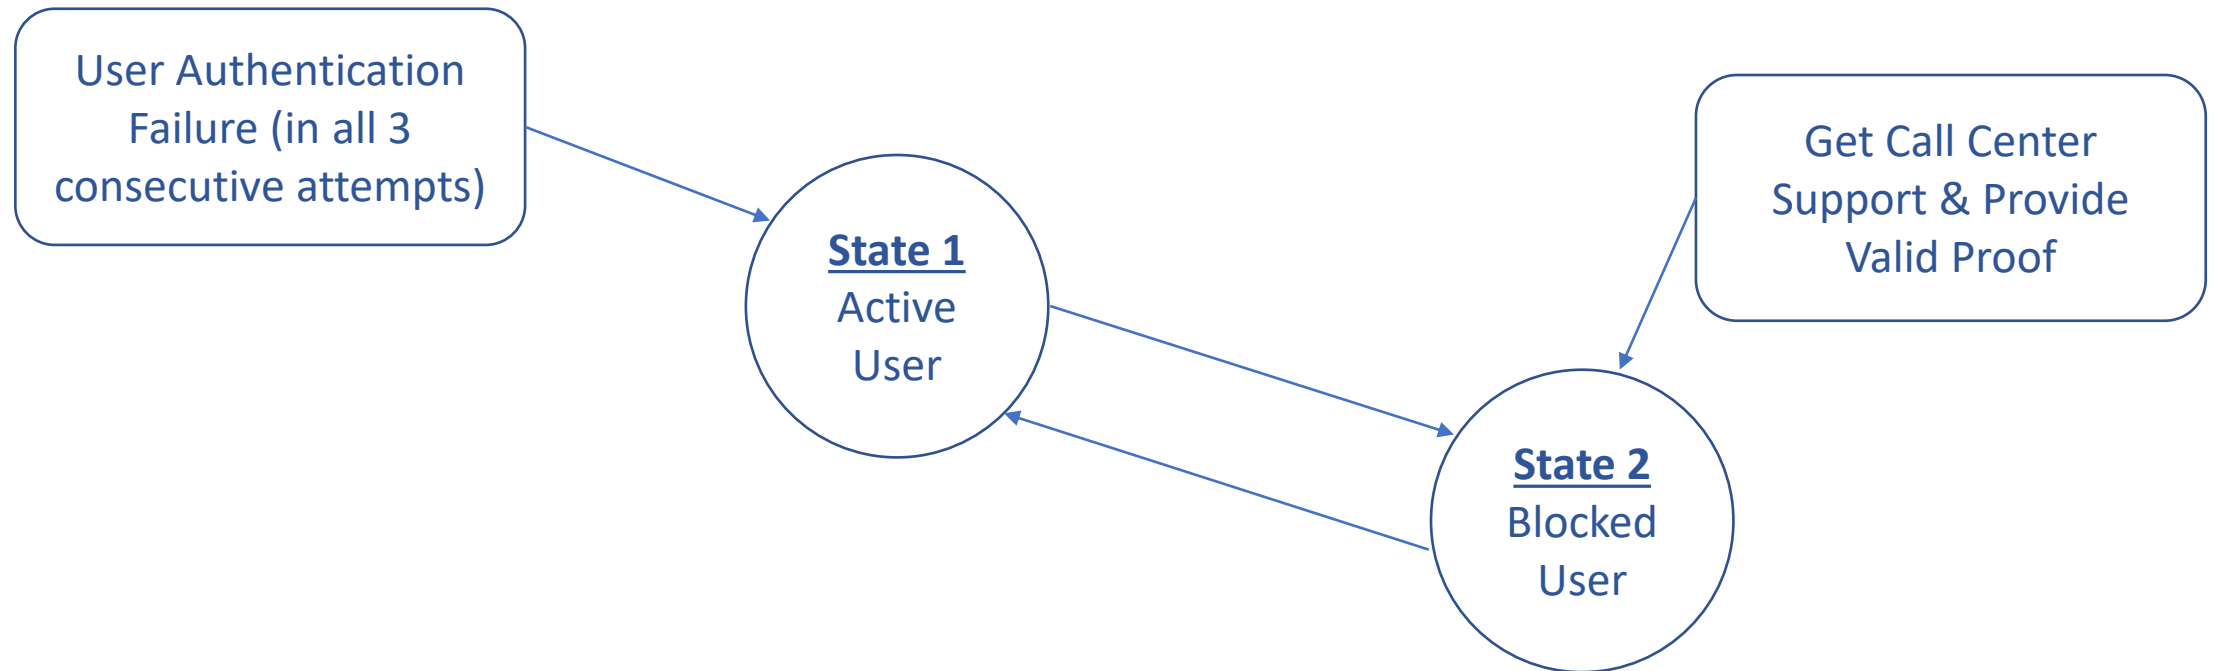 User Authentication
Failure (in all 3
consecutive attempts)
State 1
Active
User
Get Call Center
Support & Provide
Valid Proof
State 2
Blocked
User